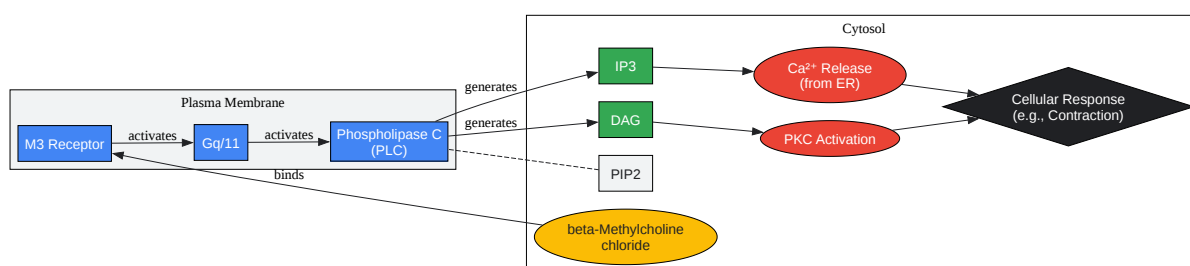 Cytosol
IP3
Ca²⁺ Release
(from ER)
generates
Plasma Membrane
Cellular Response
(e.g., Contraction)
M3 Receptor
activates
Gq/11
activates
Phospholipase C
(PLC)
generates
DAG
PKC Activation
PIP2
binds
beta-Methylcholine
chloride